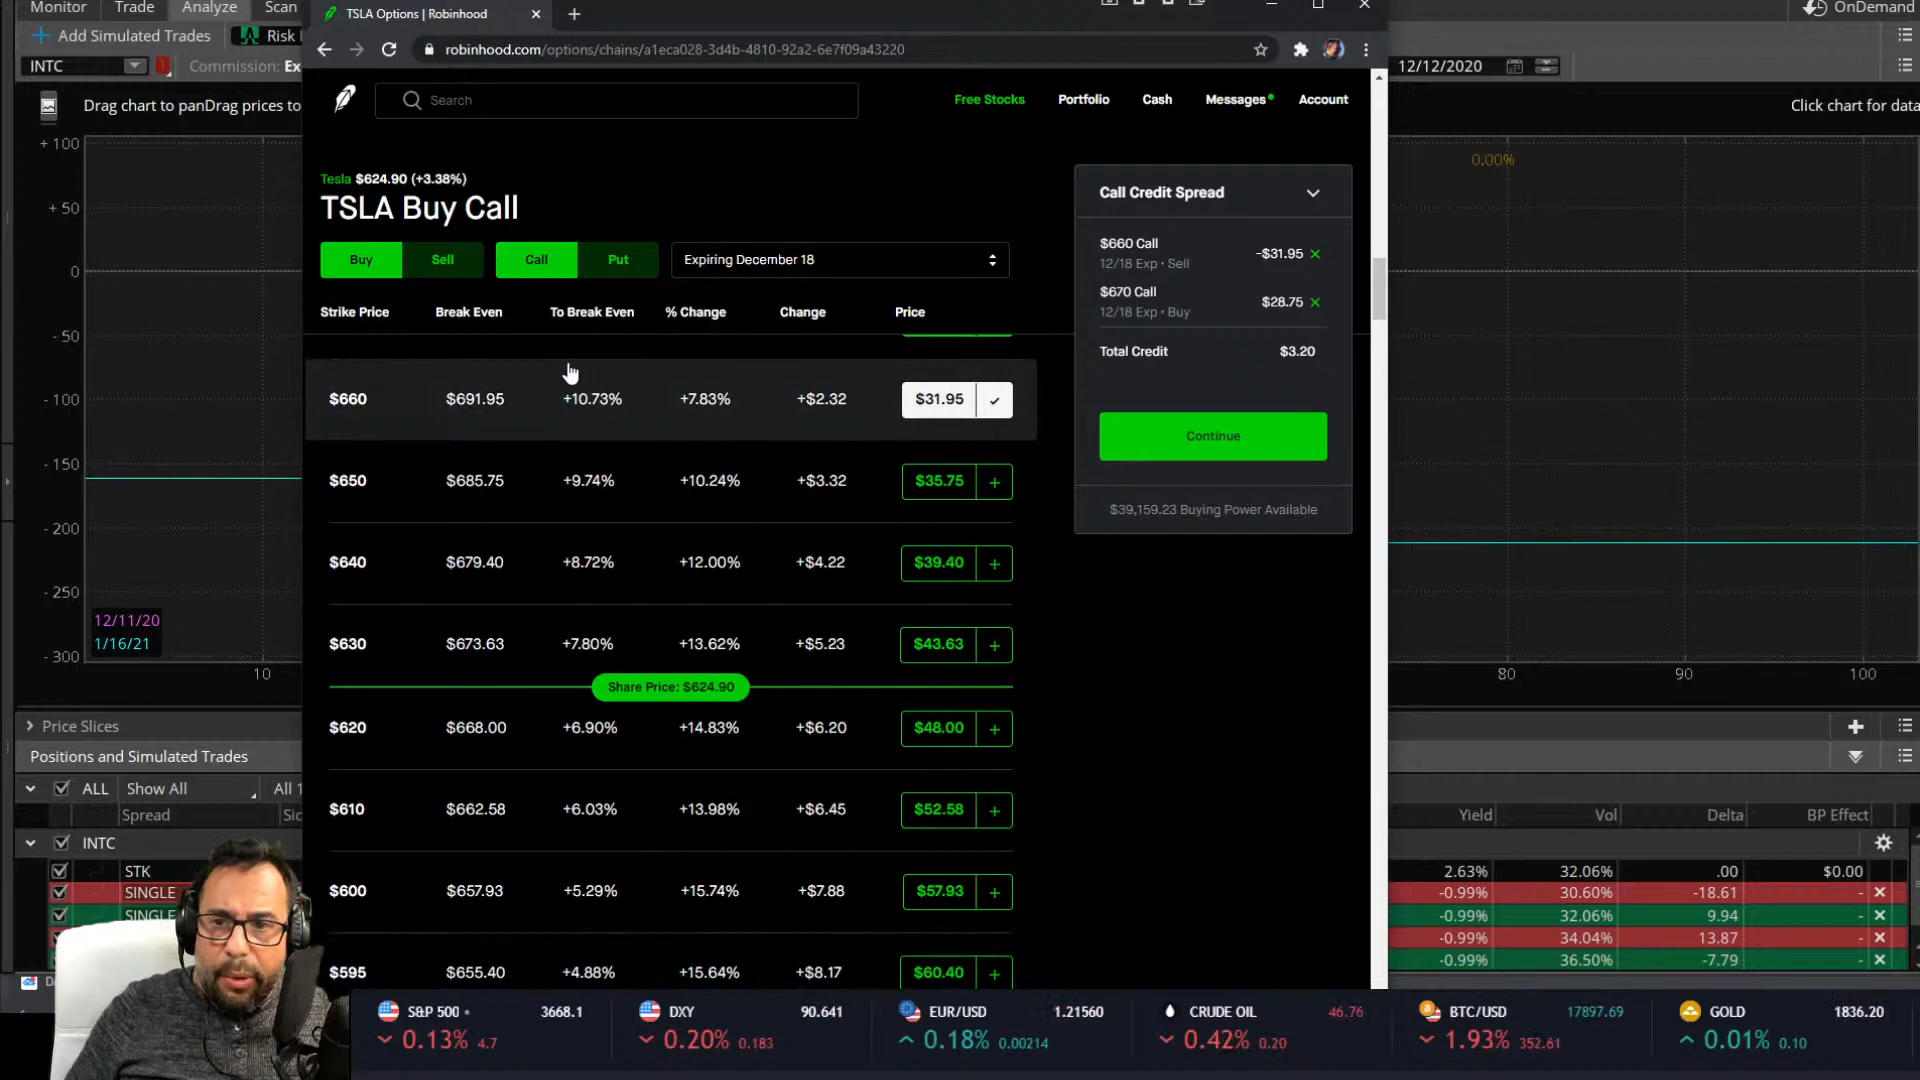 Monitor Trade Analyze Scan
TSLA Options | Robinhood
OnDemand
Add Simulated Trades Risk
robinhood.com/options/chains/a1eca028-3d4b-4810-92a2-6e7f09a43220
INTC Commission: Ex
12/12/2020
Drag chart to panDrag prices to
Click chart for data
Search
Free Stocks Portfolio Cash Messages Account
+ 100
+ 50
0
- 50
- 100
- 150
- 200
- 250
- 300
12/11/20
1/16/21
10
0.00%
80 90 100
Tesla $624.90 (+3.38%)
TSLA Buy Call
Buy Sell Call Put Expiring December 18
Strike Price Break Even To Break Even % Change Change Price
$660 $691.95 +10.73% +7.83% +$2.32 $31.95
$650 $685.75 +9.74% +10.24% +$3.32 $35.75 +
$640 $679.40 +8.72% +12.00% +$4.22 $39.40 +
$630 $673.63 +7.80% +13.62% +$5.23 $43.63 +
Share Price: $624.90
$620 $668.00 +6.90% +14.83% +$6.20 $48.00 +
$610 $662.58 +6.03% +13.98% +$6.45 $52.58 +
$600 $657.93 +5.29% +15.74% +$7.88 $57.93 +
$595 $655.40 +4.88% +15.64% +$8.17 $60.40 +
Call Credit Spread
$660 Call -$31.95
12/18 Exp • Sell
$670 Call $28.75
12/18 Exp • Buy
Total Credit $3.20
Continue
$39,159.23 Buying Power Available
Price Slices
Positions and Simulated Trades
ALL Show All All 1
Spread Sid
INTC
STK
SINGLE
SINGLE
Yield Vol Delta BP Effect
2.63% 32.06% .00 $0.00
-0.99% 30.60% -18.61 -
-0.99% 32.06% 9.94 -
-0.99% 34.04% 13.87 -
-0.99% 36.50% -7.79 -
S&P 500 3668.1
0.13% 4.7
DXY 90.641
0.20% 0.183
EUR/USD 1.21560
0.18% 0.00214
CRUDE OIL 46.76
0.42% 0.20
BTC/USD 17897.69
1.93% 352.61
GOLD 1836.20
0.01% 0.10